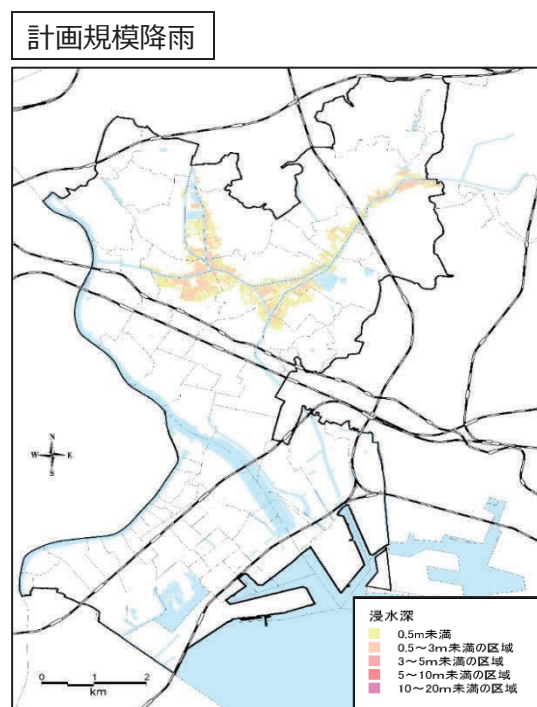 計画規模降雨
N
W E
S
浸水深
0.5m未満
0.5～3m未満の区域
3～5m未満の区域
5～10m未満の区域
10～20m未満の区域
0 1 2
km